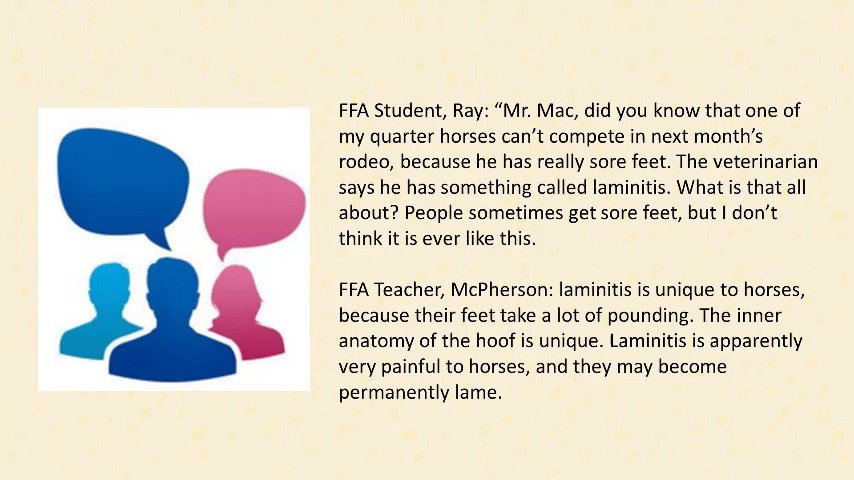 FFA Student, Ray: “Mr. Mac, did you know that one of
my quarter horses can’t compete in next month’s
rodeo, because he has really sore feet. The veterinarian
says he has something called laminitis. What is that all
about? People sometimes get sore feet, but I don’t
think it is ever like this.
FFA Teacher, McPherson: laminitis is unique to horses,
because their feet take a lot of pounding. The inner
anatomy of the hoof is unique. Laminitis is apparently
very painful to horses, and they may become
permanently lame.